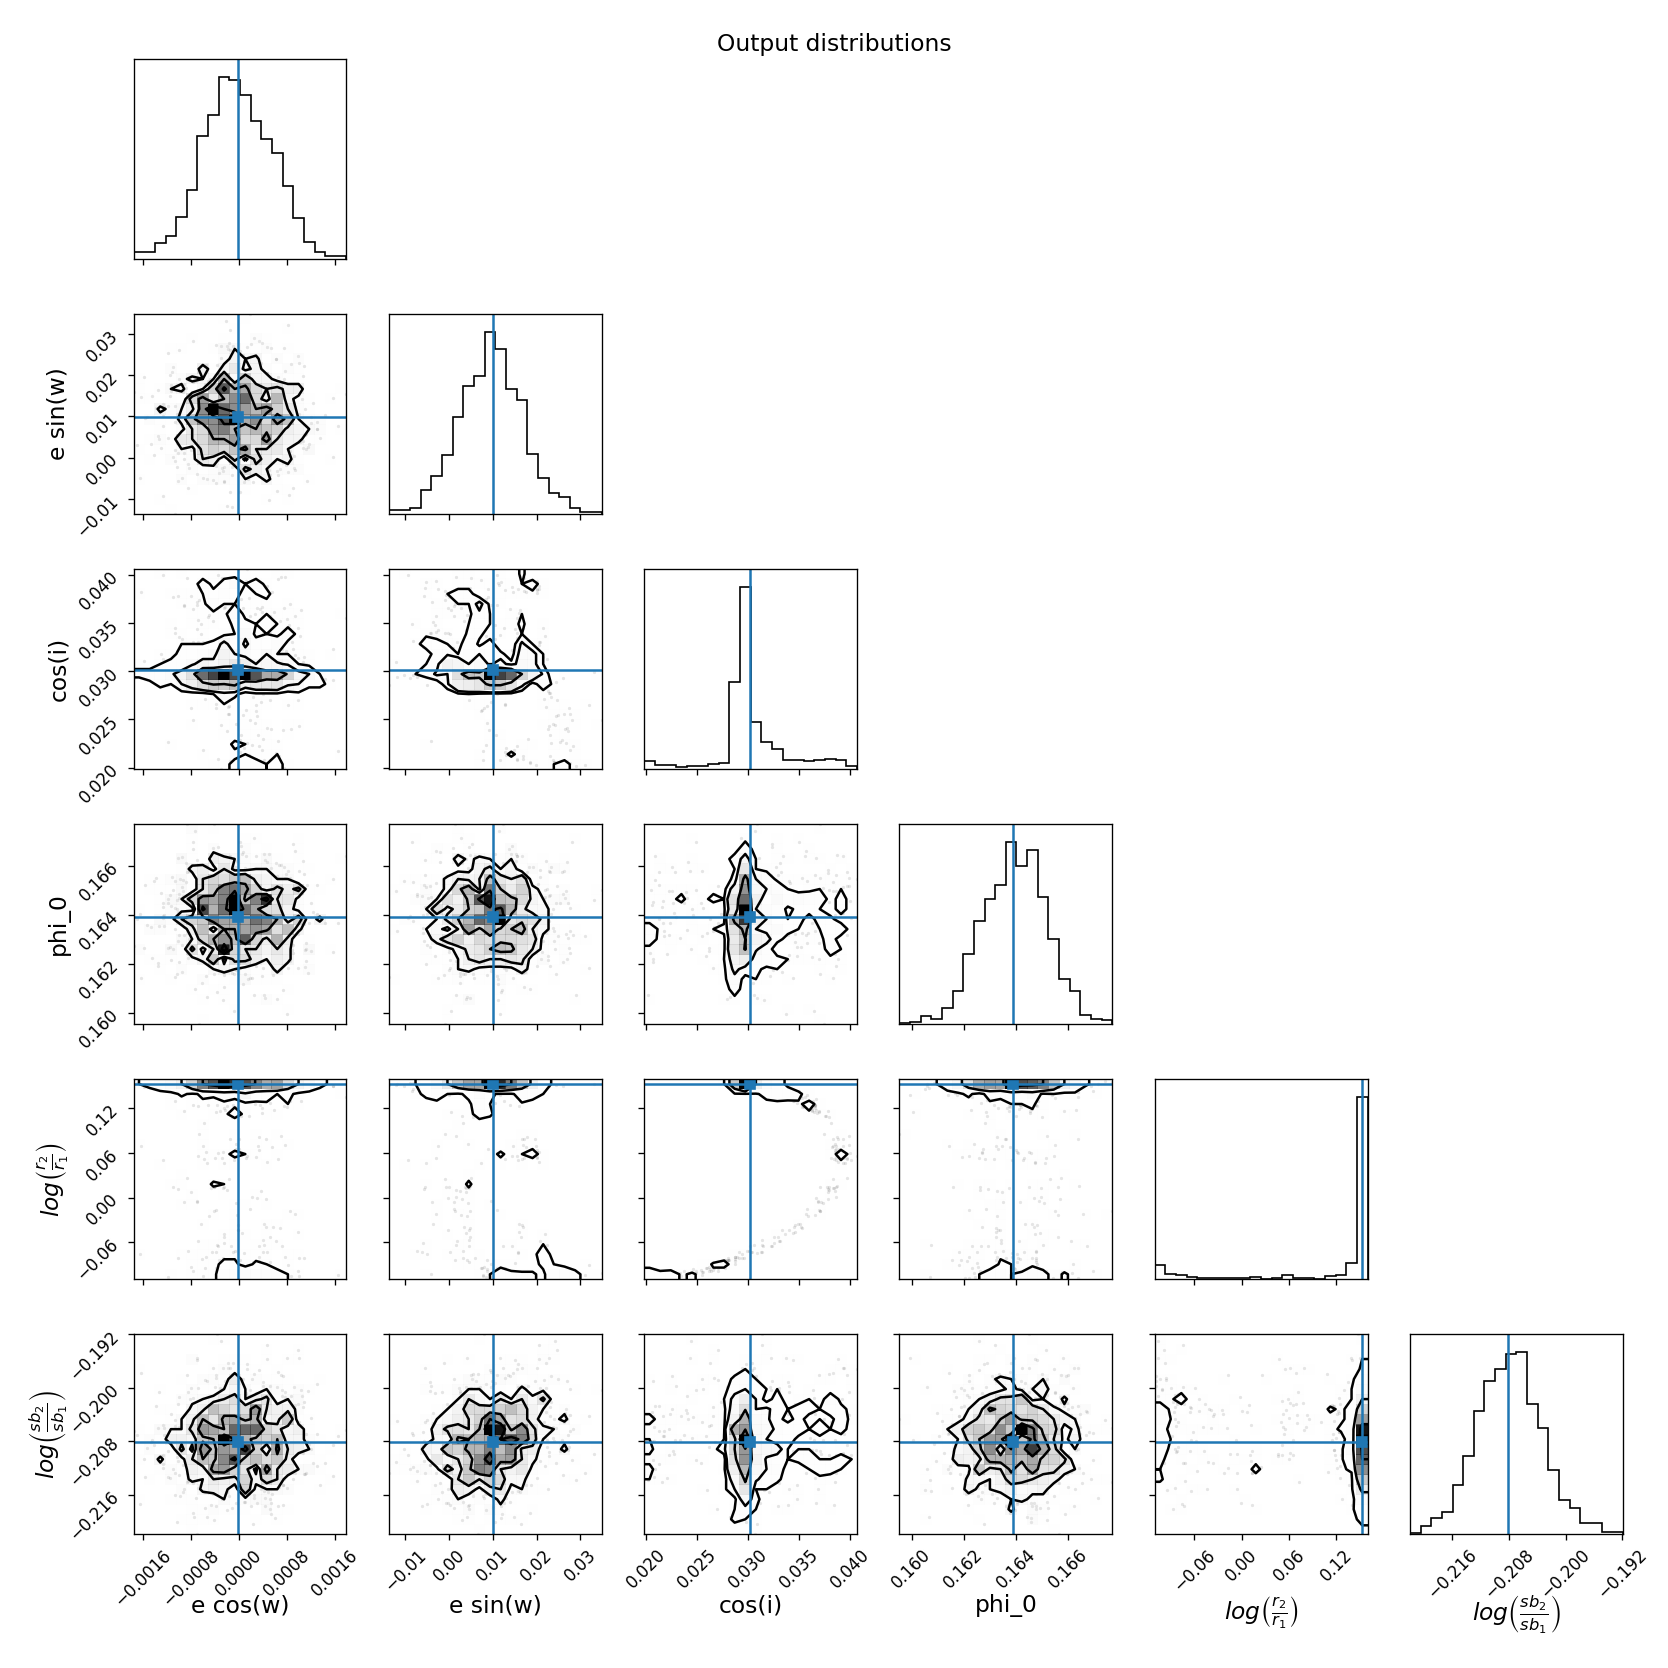 Output distributions
e sin(w)
0.03
0.02
0.01
0.00
−0.01
cos(i)
0.040
0.035
0.030
0.025
0.020
phi_0
0.166
0.164
0.162
0.160
log(r2/r1)
0.12
0.06
0.00
−0.06
log(sb2/sb1)
−0.192
−0.200
−0.208
−0.216
−0.0016 −0.0008 0.0000 0.0008 0.0016
−0.01 0.00 0.01 0.02 0.03
0.020 0.025 0.030 0.035 0.040
0.160 0.162 0.164 0.166
−0.06 0.00 0.06 0.12
−0.216 −0.208 −0.200 −0.192
e cos(w) e sin(w) cos(i) phi_0 log(r2/r1) log(sb2/sb1)